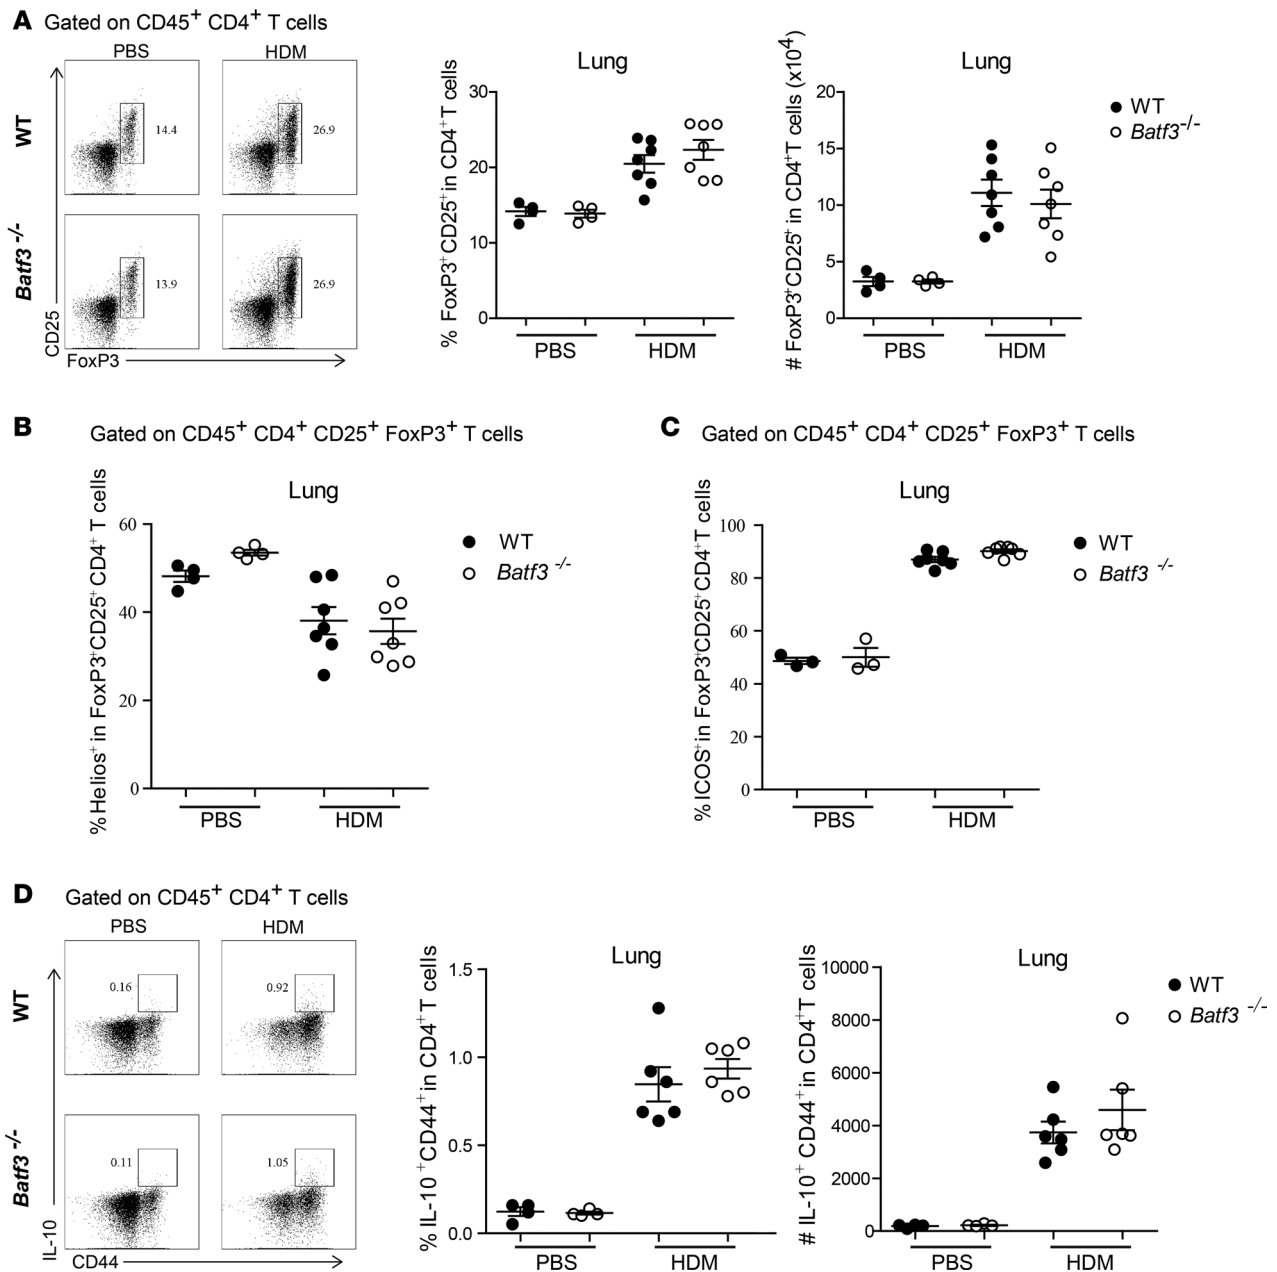 A Gated on CD45+ CD4+ T cells
PBS HDM
WT
14.4
26.9
Batf3 -/-
13.9
26.9
CD25
FoxP3
Lung
% FoxP3+ CD25+ in CD4+ T cells
30
20
10
0
PBS HDM
Lung
# FoxP3+CD25+ in CD4+T cells (x10^4)
20
15
10
5
0
PBS HDM
WT
Batf3-/-
B Gated on CD45+ CD4+ CD25+ FoxP3+ T cells
Lung
% Helios+ in FoxP3+CD25+ CD4+ T cells
60
40
20
0
PBS HDM
WT
Batf3 -/-
C Gated on CD45+ CD4+ CD25+ FoxP3+ T cells
Lung
% ICOS+ in FoxP3+CD25+ CD4+T cells
100
80
60
40
20
0
PBS HDM
WT
Batf3 -/-
D Gated on CD45+ CD4+ T cells
PBS HDM
WT
0.16
0.92
Batf3 -/-
0.11
1.05
IL-10
CD44
Lung
% IL-10 +CD44+ in CD4+T cells
1.5
1.0
0.5
0.0
PBS HDM
Lung
# IL-10+ CD44+ in CD4+T cells
10000
8000
6000
4000
2000
0
PBS HDM
WT
Batf3 -/-